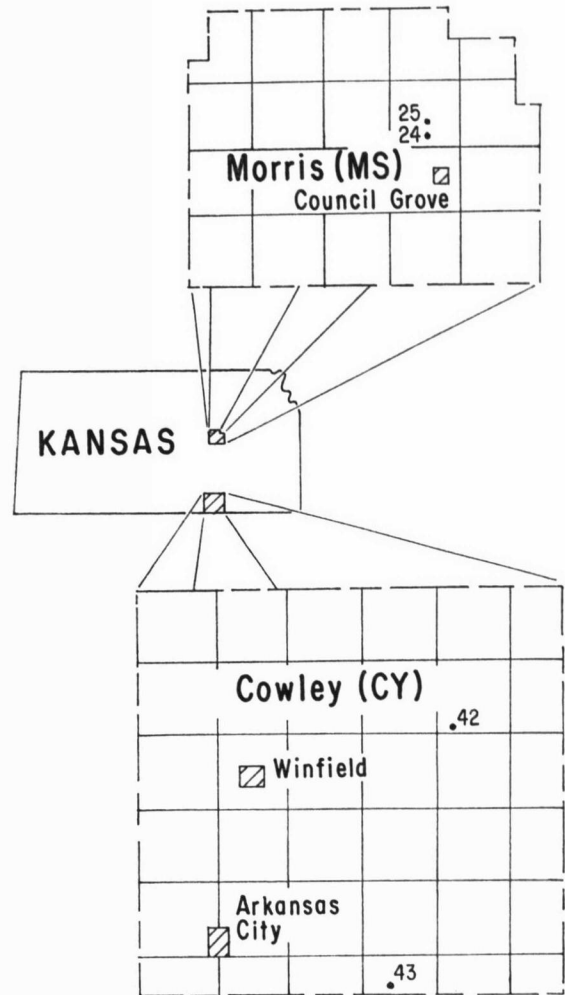 25
24
Morris (MS)
Council Grove
KANSAS
Cowley (CY)
42
Winfield
Arkansas
City
43